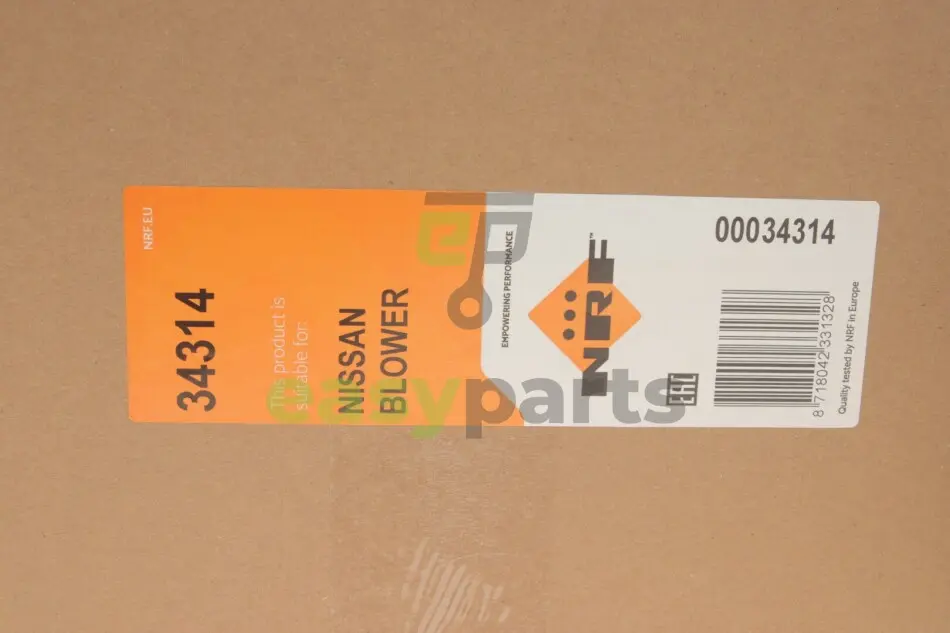 NRF.EU
34314
This product is
suitable for:
NISSAN
BLOWER
EMPOWERING PERFORMANCE
NRF™
EAC
00034314
8 718042 331328
Quality tested by NRF in Europe
easyparts